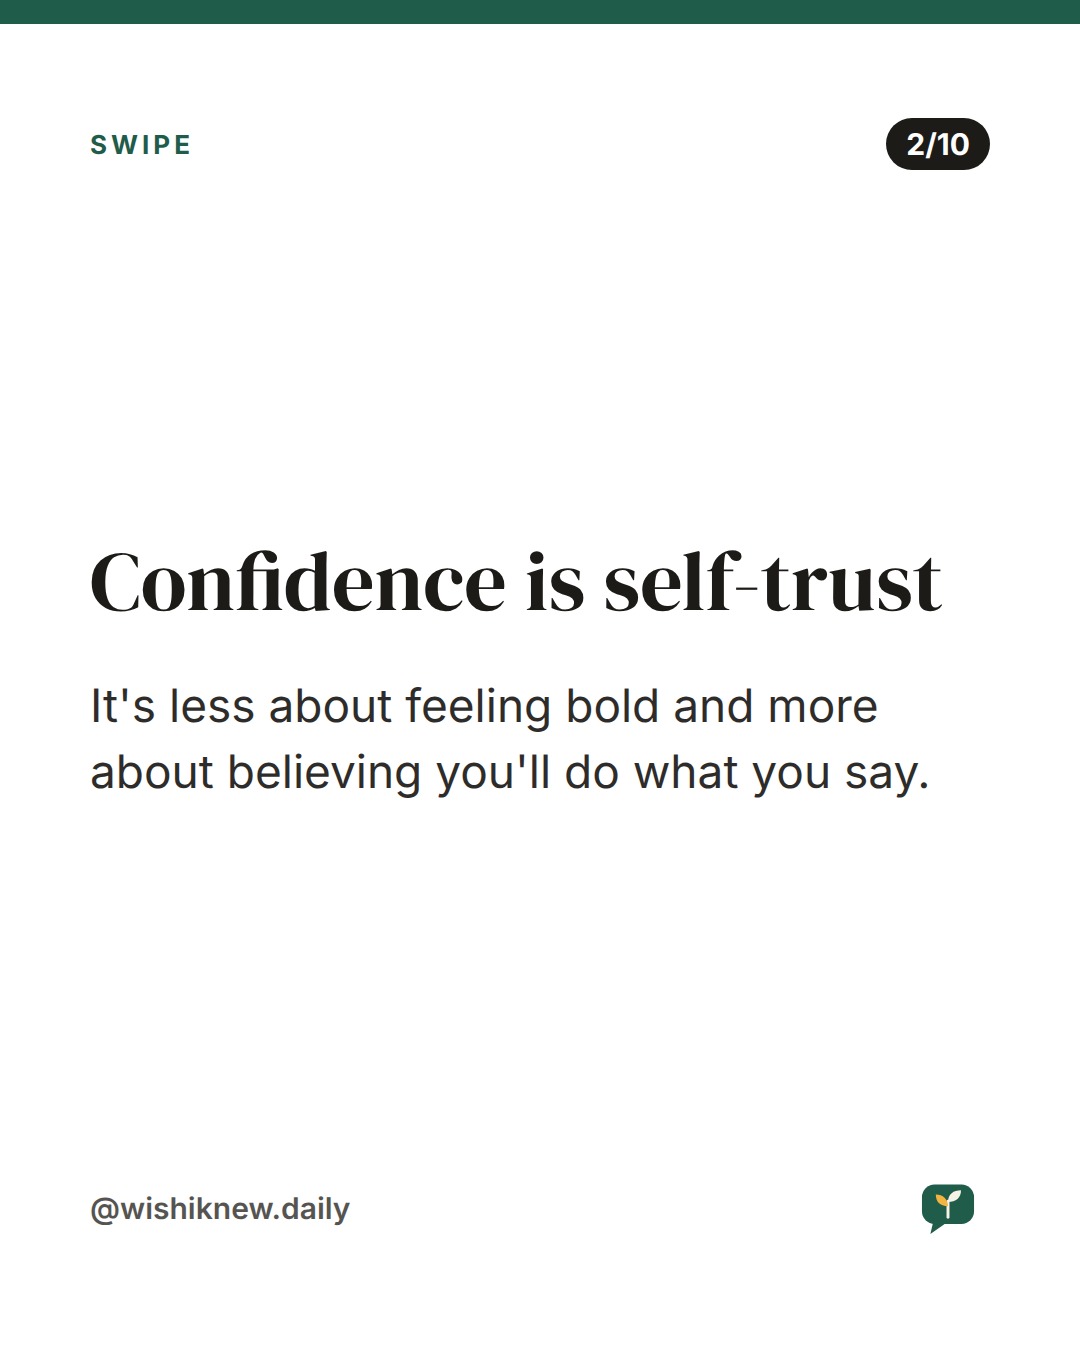 SWIPE
2/10
Confidence is self-trust
It's less about feeling bold and more
about believing you'll do what you say.
@wishiknew.daily